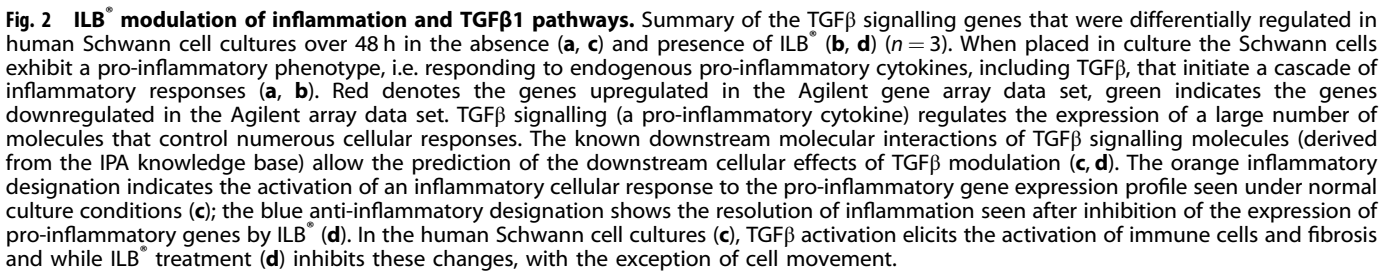 Fig. 2 ILB® modulation of inflammation and TGFβ1 pathways. Summary of the TGFβ signalling genes that were differentially regulated in
human Schwann cell cultures over 48 h in the absence (a, c) and presence of ILB® (b, d) (n = 3). When placed in culture the Schwann cells
exhibit a pro-inflammatory phenotype, i.e. responding to endogenous pro-inflammatory cytokines, including TGFβ, that initiate a cascade of
inflammatory responses (a, b). Red denotes the genes upregulated in the Agilent gene array data set, green indicates the genes
downregulated in the Agilent array data set. TGFβ signalling (a pro-inflammatory cytokine) regulates the expression of a large number of
molecules that control numerous cellular responses. The known downstream molecular interactions of TGFβ signalling molecules (derived
from the IPA knowledge base) allow the prediction of the downstream cellular effects of TGFβ modulation (c, d). The orange inflammatory
designation indicates the activation of an inflammatory cellular response to the pro-inflammatory gene expression profile seen under normal
culture conditions (c); the blue anti-inflammatory designation shows the resolution of inflammation seen after inhibition of the expression of
pro-inflammatory genes by ILB® (d). In the human Schwann cell cultures (c), TGFβ activation elicits the activation of immune cells and fibrosis
and while ILB® treatment (d) inhibits these changes, with the exception of cell movement.